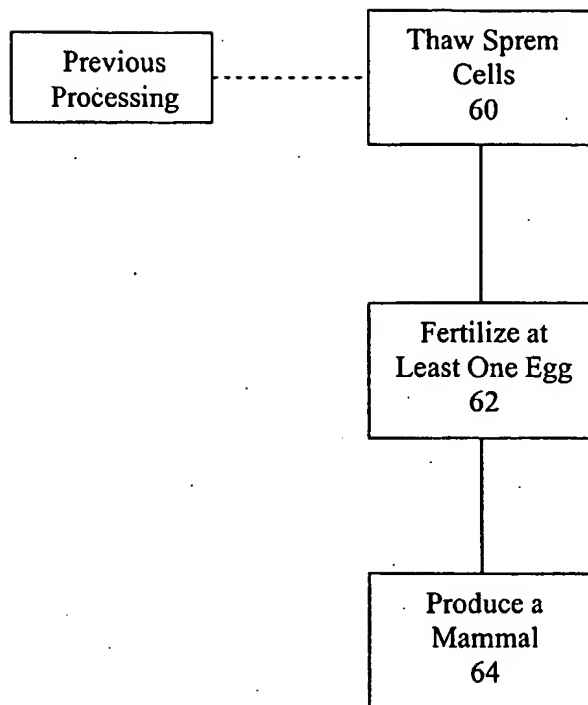 Previous
Processing
Thaw Sprem
Cells
60
Fertilize at
Least One Egg
62
Produce a
Mammal
64